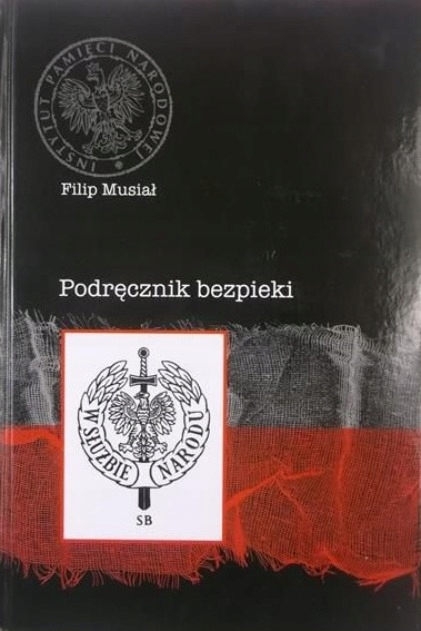 INSTYTUT PAMIĘCI NARODOWEJ
Filip Musiał
Podręcznik bezpieki
W SŁUŻBIE
NARODU
SB